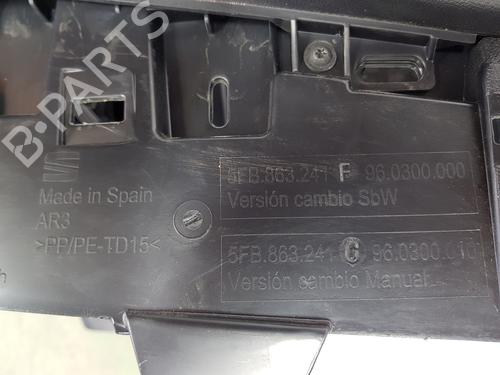 B-PARTS
Made in Spain
AR3
>PP/PE-TD15<
5FB.863.241 F 96.0300.000
Versión cambio SbW
5FB.863.241 G 96.0300.010
Versión sambio Manual